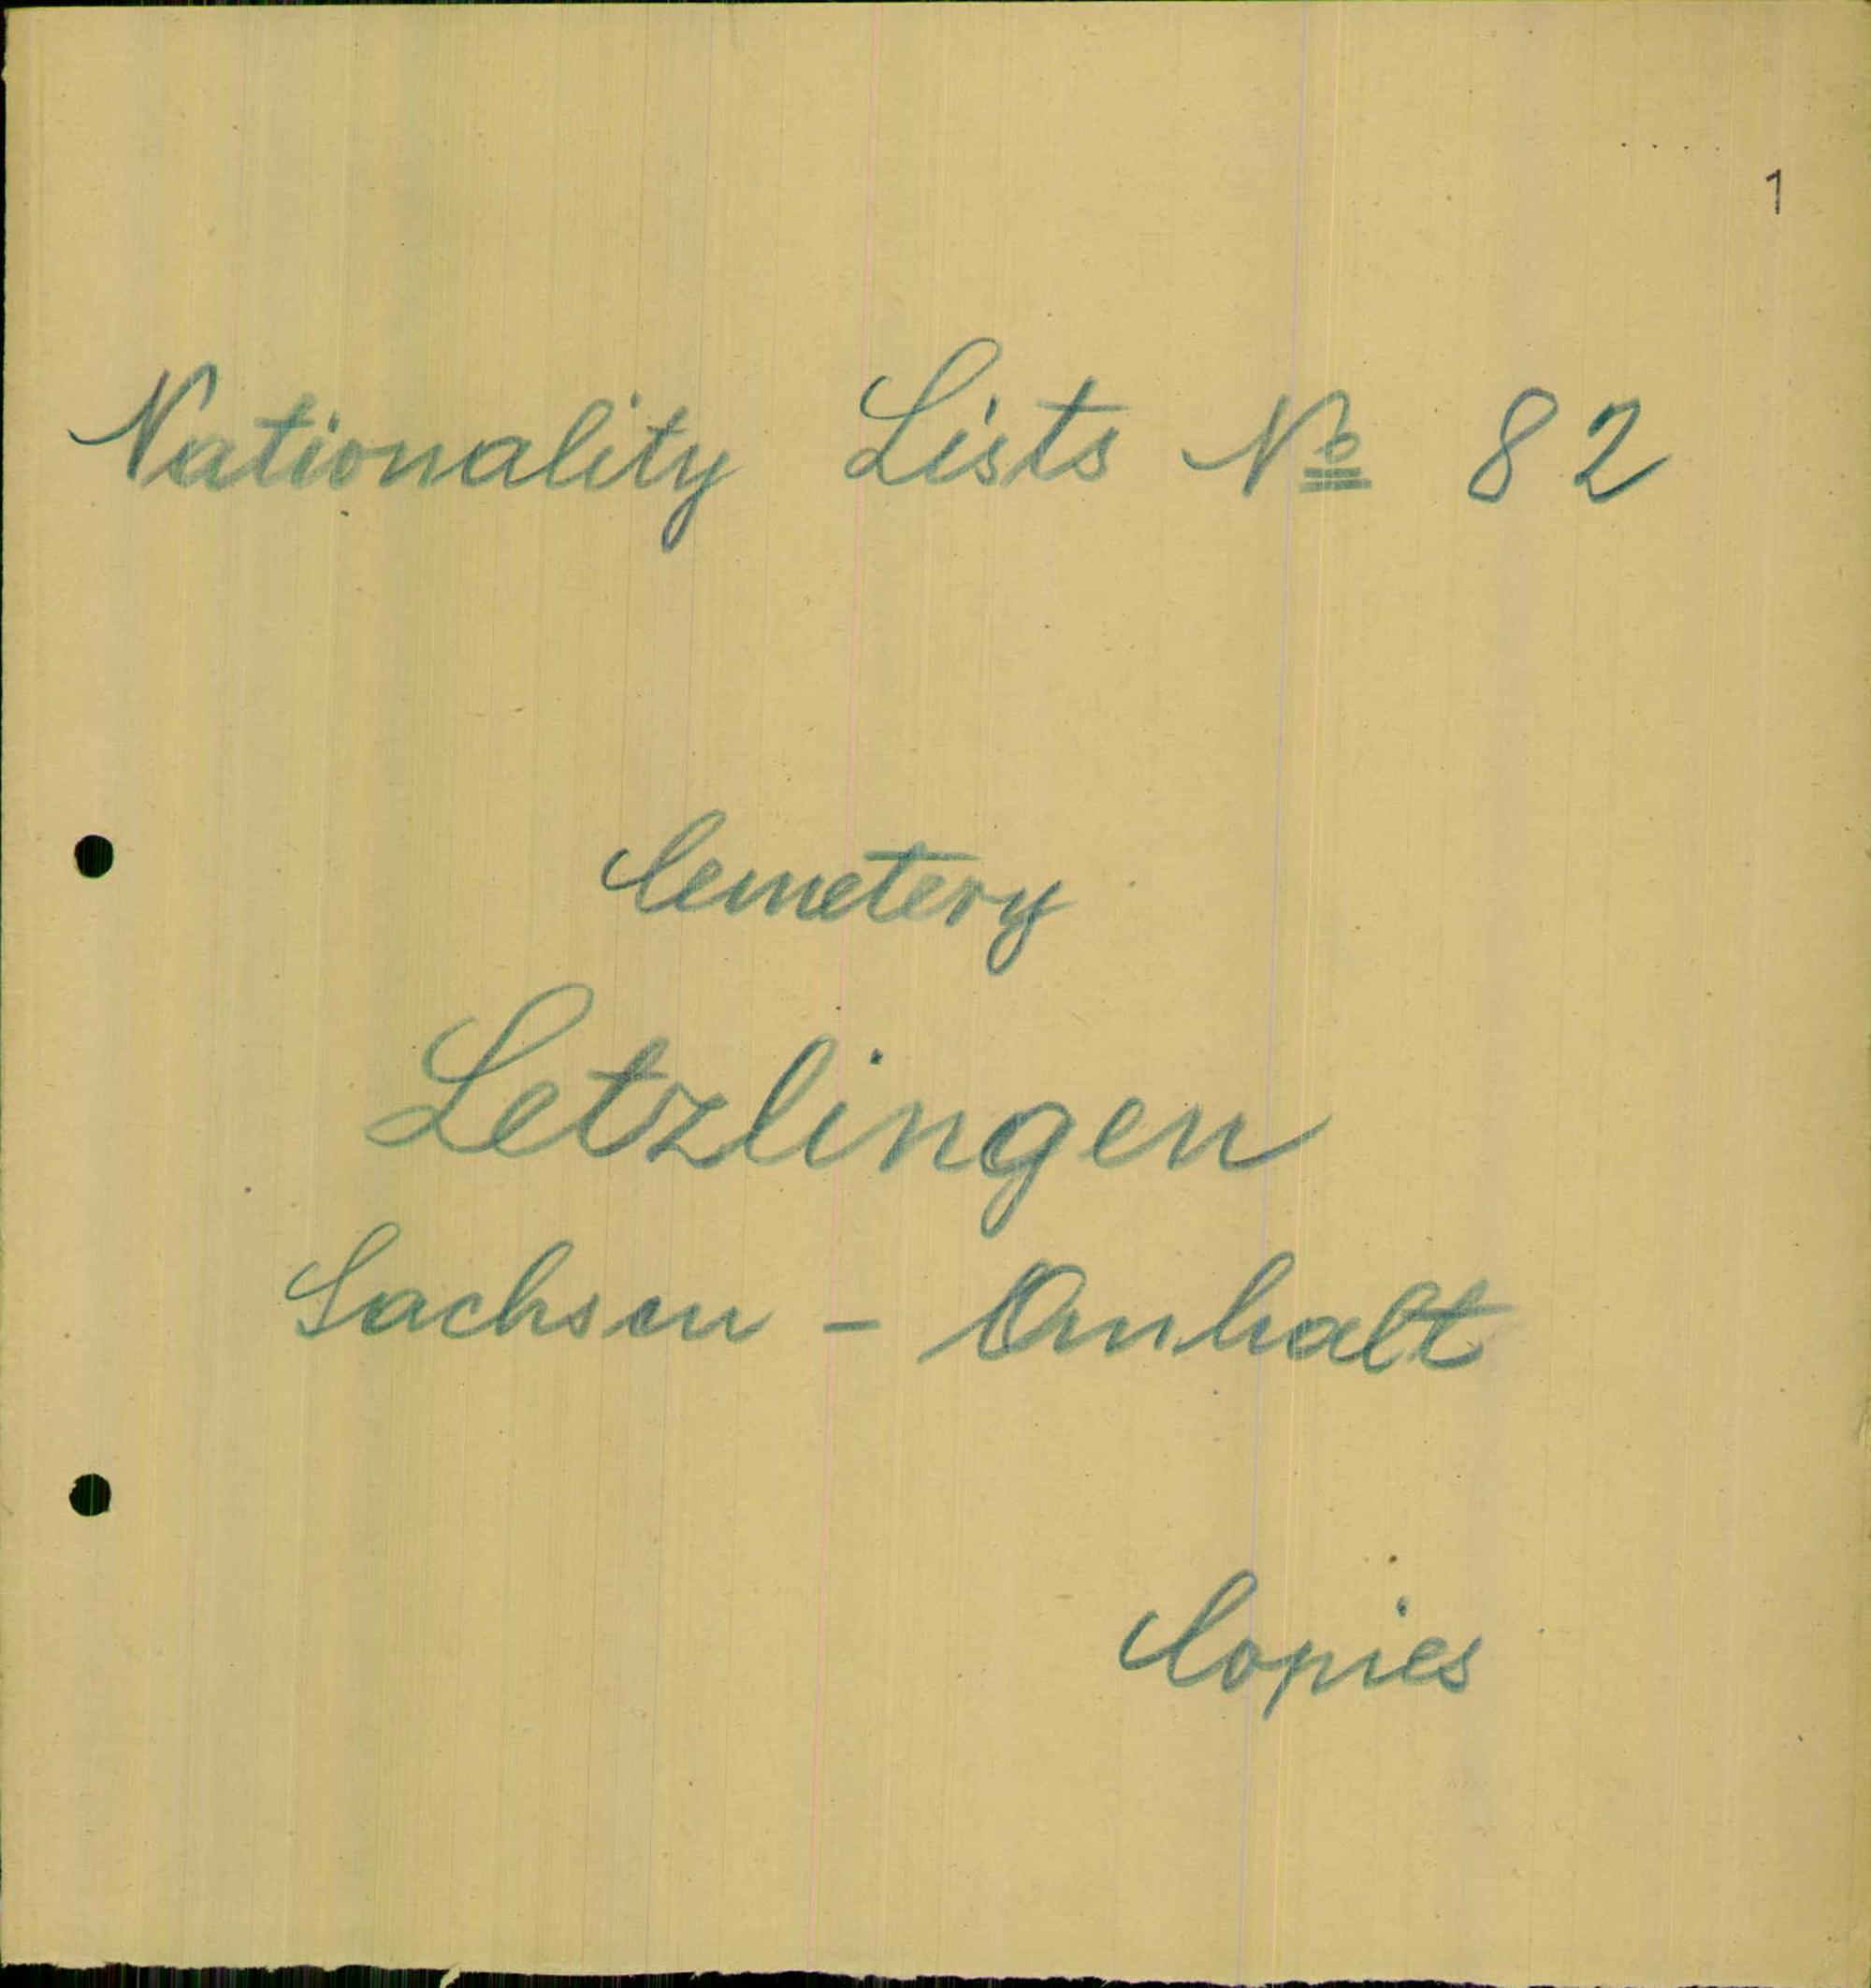 1
Nationality Lists № 82
Cemetery
Letzlingen
Sachsen - Anhalt
Copies